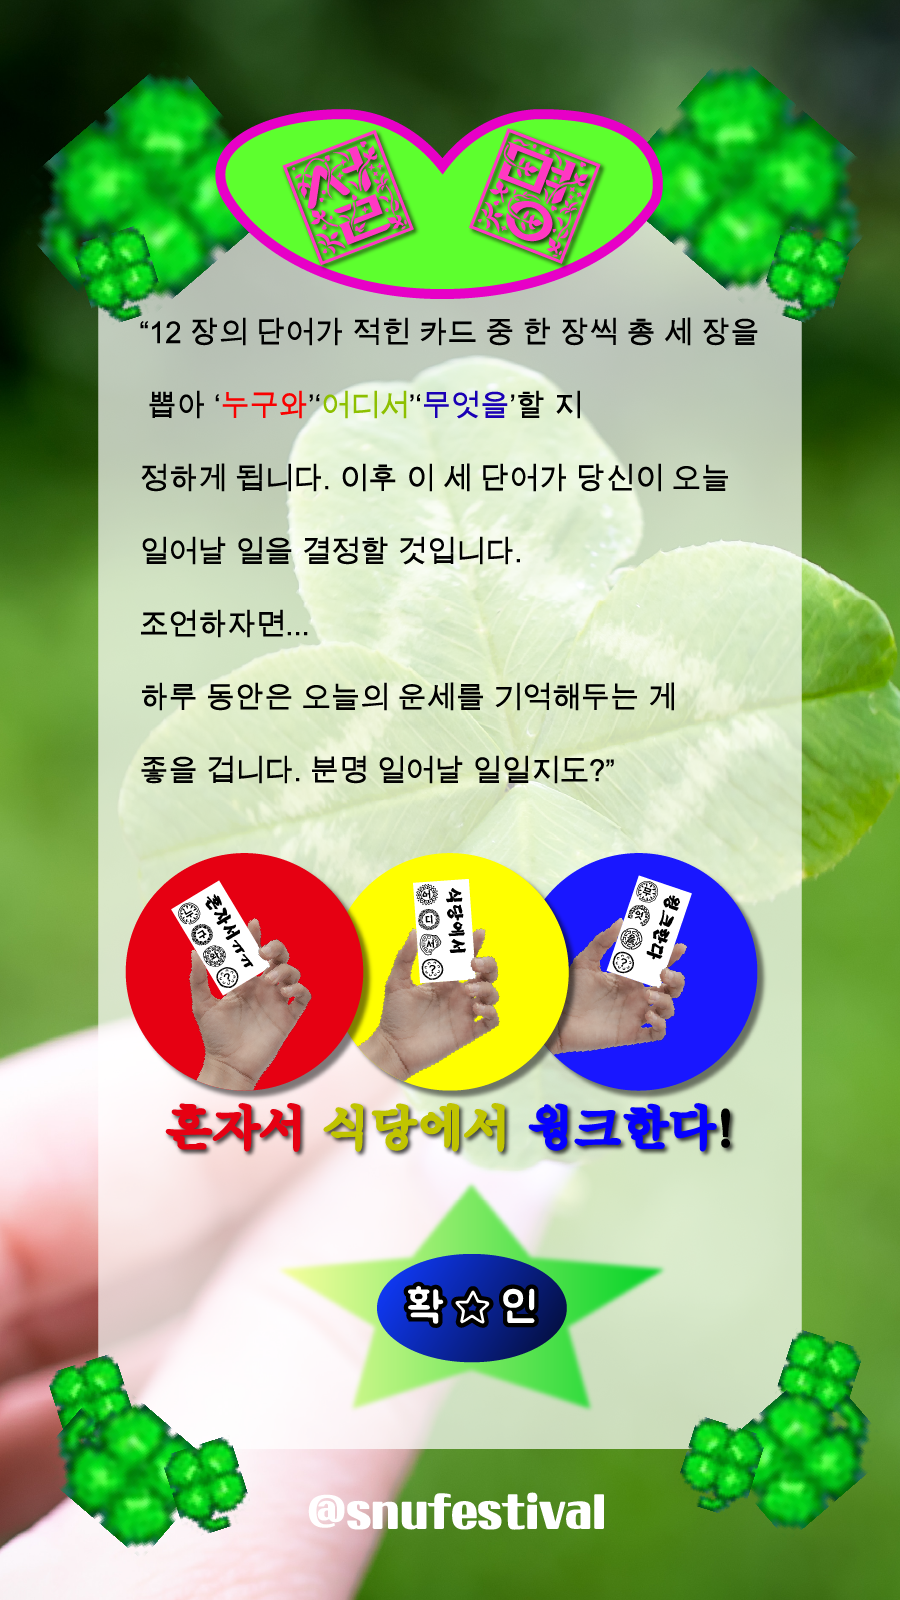 설명
“12 장의 단어가 적힌 카드 중 한 장씩 총 세 장을
뽑아 ‘누구와’‘어디서’‘무엇을’할 지
정하게 됩니다. 이후 이 세 단어가 당신이 오늘
일어날 일을 결정할 것입니다.
조언하자면...
하루 동안은 오늘의 운세를 기억해두는 게
좋을 겁니다. 분명 일어날 일일지도?”
혼자서ㅠㅠ
식당에서
어디서?
윙크한다
혼자서 식당에서 윙크한다!
확☆인
@snufestival